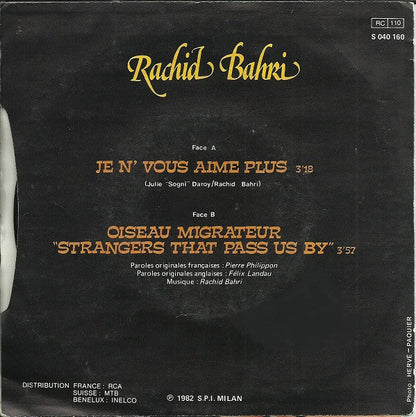 RC 110
S 040 160
Rachid Bahri
Face A
JE N' VOUS AIME PLUS 3'18
(Julie "Sogni" Daroy/Rachid Bahri)
Face B
OISEAU MIGRATEUR
"STRANGERS THAT PASS US BY" 3'57
Paroles originales françaises : Pierre Philippon
Paroles originales anglaises : Félix Landau
Musique : Rachid Bahri
Photo HERVÉ-PAQUIER
DISTRIBUTION FRANCE : RCA
SUISSE : MTB
BENELUX : INELCO
℗ 1982 S.P.I. MILAN